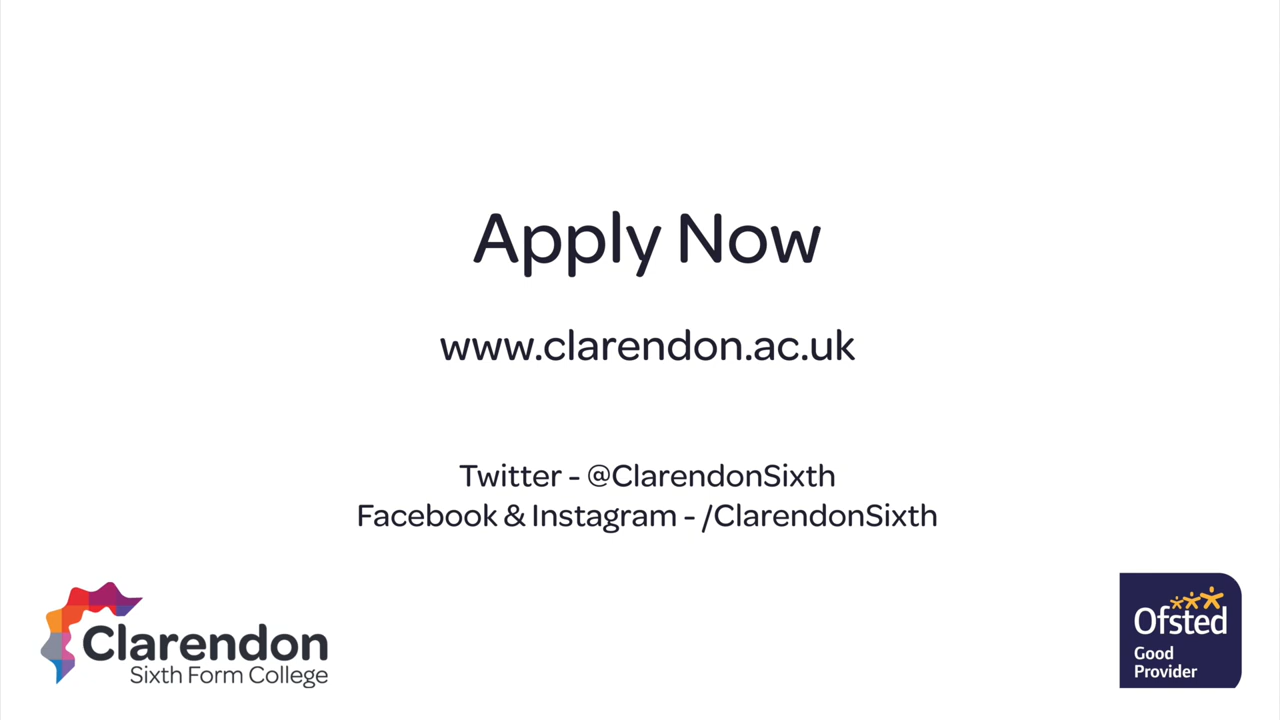 Apply Now
www.clarendon.ac.uk
Twitter - @ClarendonSixth
Facebook & Instagram - /ClarendonSixth
Clarendon
Sixth Form College
Ofsted
Good
Provider